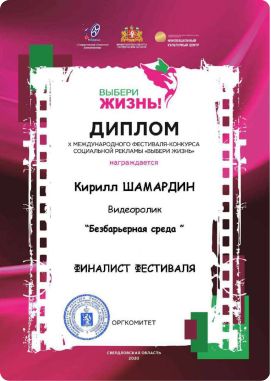 ВЫБЕРИ
ЖИЗНЬ!
ДИПЛОМ
X МЕЖДУНАРОДНОГО ФЕСТИВАЛЯ-КОНКУРСА
СОЦИАЛЬНОЙ РЕКЛАМЫ «ВЫБЕРИ ЖИЗНЬ»
награждается
Кирилл ШАМАРДИН
Видеоролик
"Безбарьерная среда "
ФИНАЛИСТ ФЕСТИВАЛЯ
ОРГКОМИТЕТ
СВЕРДЛОВСКАЯ ОБЛАСТЬ
2020